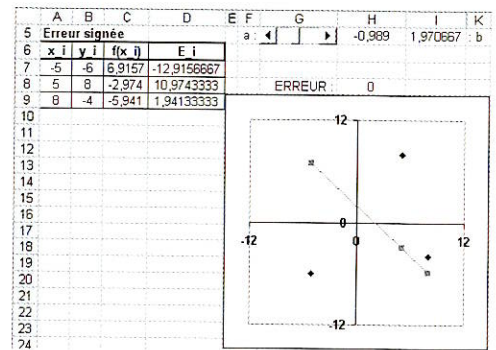 A B C D E F G H I K
5 Erreur signée a : -0,989 1,970667 : b
6 x_i y_i f(x_i) E_i
7 -5 -6 6,9157 -12,9156667
8 5 8 -2,974 10,9743333 ERREUR : 0
9 8 -4 -5,941 1,94133333
10
11 12
12
13
14
15
16
17 0
18 -12 0 12
19
20
21
22
23 -12
24